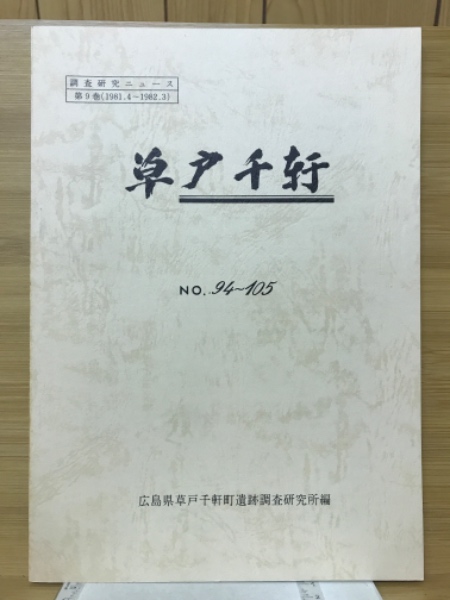 調査研究ニュース
第9巻(1981.4～1982.3)
草戸千軒
NO. 94~105
広島県草戸千軒町遺跡調査研究所編